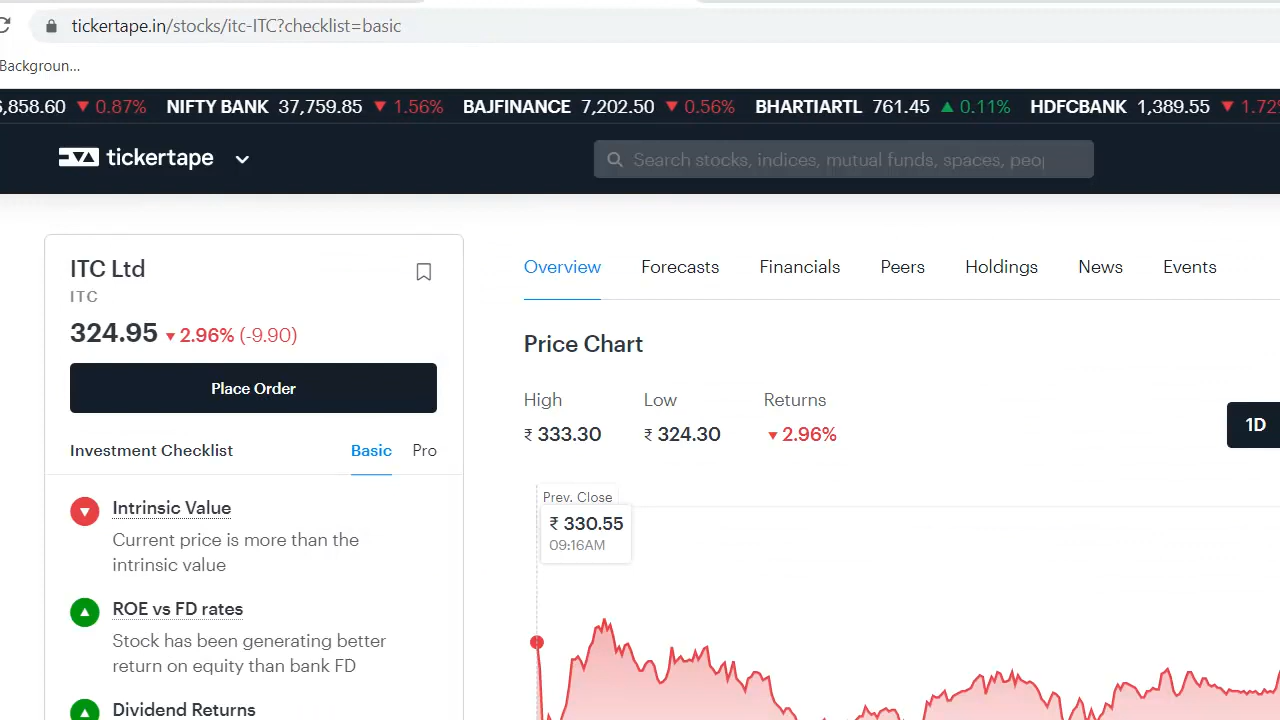 tickertape.in/stocks/itc-ITC?checklist=basic
Backgroun...
6,858.60 ▼ 0.87% NIFTY BANK 37,759.85 ▼ 1.56% BAJFINANCE 7,202.50 ▼ 0.56% BHARTIARTL 761.45 ▲ 0.11% HDFCBANK 1,389.55 ▼ 1.72%
tickertape
Search stocks, indices, mutual funds, spaces, peo
ITC Ltd
ITC
324.95 ▼ 2.96% (-9.90)
Place Order
Investment Checklist Basic Pro
Intrinsic Value
Current price is more than the
intrinsic value
ROE vs FD rates
Stock has been generating better
return on equity than bank FD
Dividend Returns
Overview Forecasts Financials Peers Holdings News Events
Price Chart
High Low Returns
₹ 333.30 ₹ 324.30 ▼ 2.96%
1D
Prev. Close
₹ 330.55
09:16AM